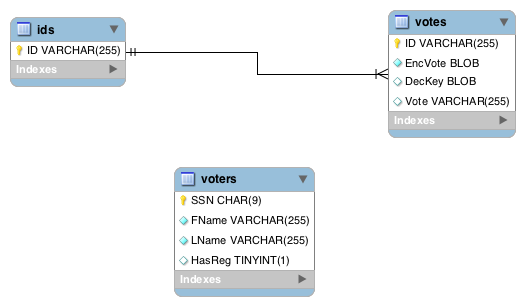 ids
ID VARCHAR(255)
Indexes
votes
ID VARCHAR(255)
EncVote BLOB
DecKey BLOB
Vote VARCHAR(255)
Indexes
voters
SSN CHAR(9)
FName VARCHAR(255)
LName VARCHAR(255)
HasReg TINYINT(1)
Indexes